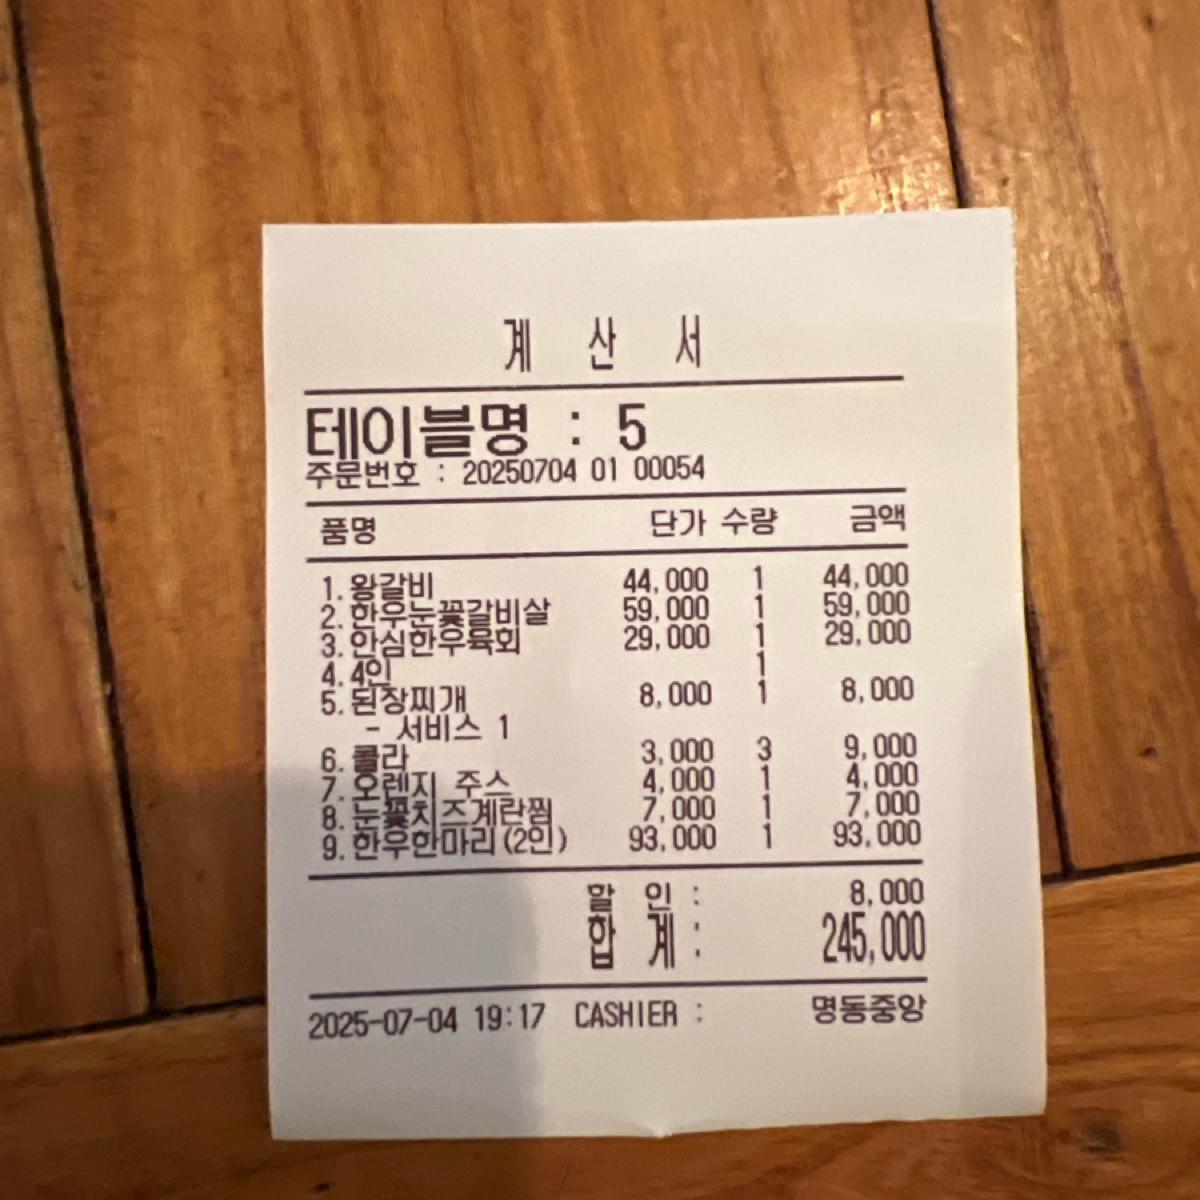 계 산 서
테이블명 : 5
주문번호 : 20250704 01 00054
품명 단가 수량 금액
1. 왕갈비 44,000 1 44,000
2. 한우눈꽃갈비살 59,000 1 59,000
3. 안심한우육회 29,000 1 29,000
4. 4인 1
5. 된장찌개 8,000 1 8,000
- 서비스 1
6. 콜라 3,000 3 9,000
7. 오렌지 주스 4,000 1 4,000
8. 눈꽃치즈계란찜 7,000 1 7,000
9. 한우한마리(2인) 93,000 1 93,000
할 인 : 8,000
합 계 : 245,000
2025-07-04 19:17 CASHIER : 명동중앙